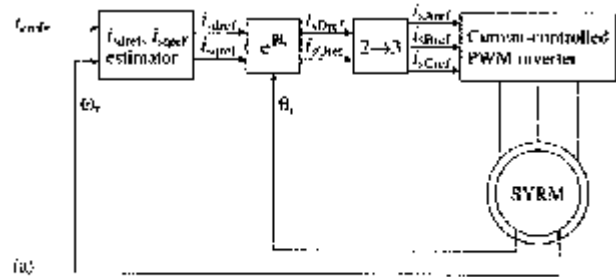 i_sdref, i_sqref
estimator
i_sdref
i_sqref
e^jθr
i_sDref
i_sQref
2→3
i_sAref
i_sBref
i_sCref
Current-controlled
PWM inverter
ω_r
θ_r
SYRM
(a)